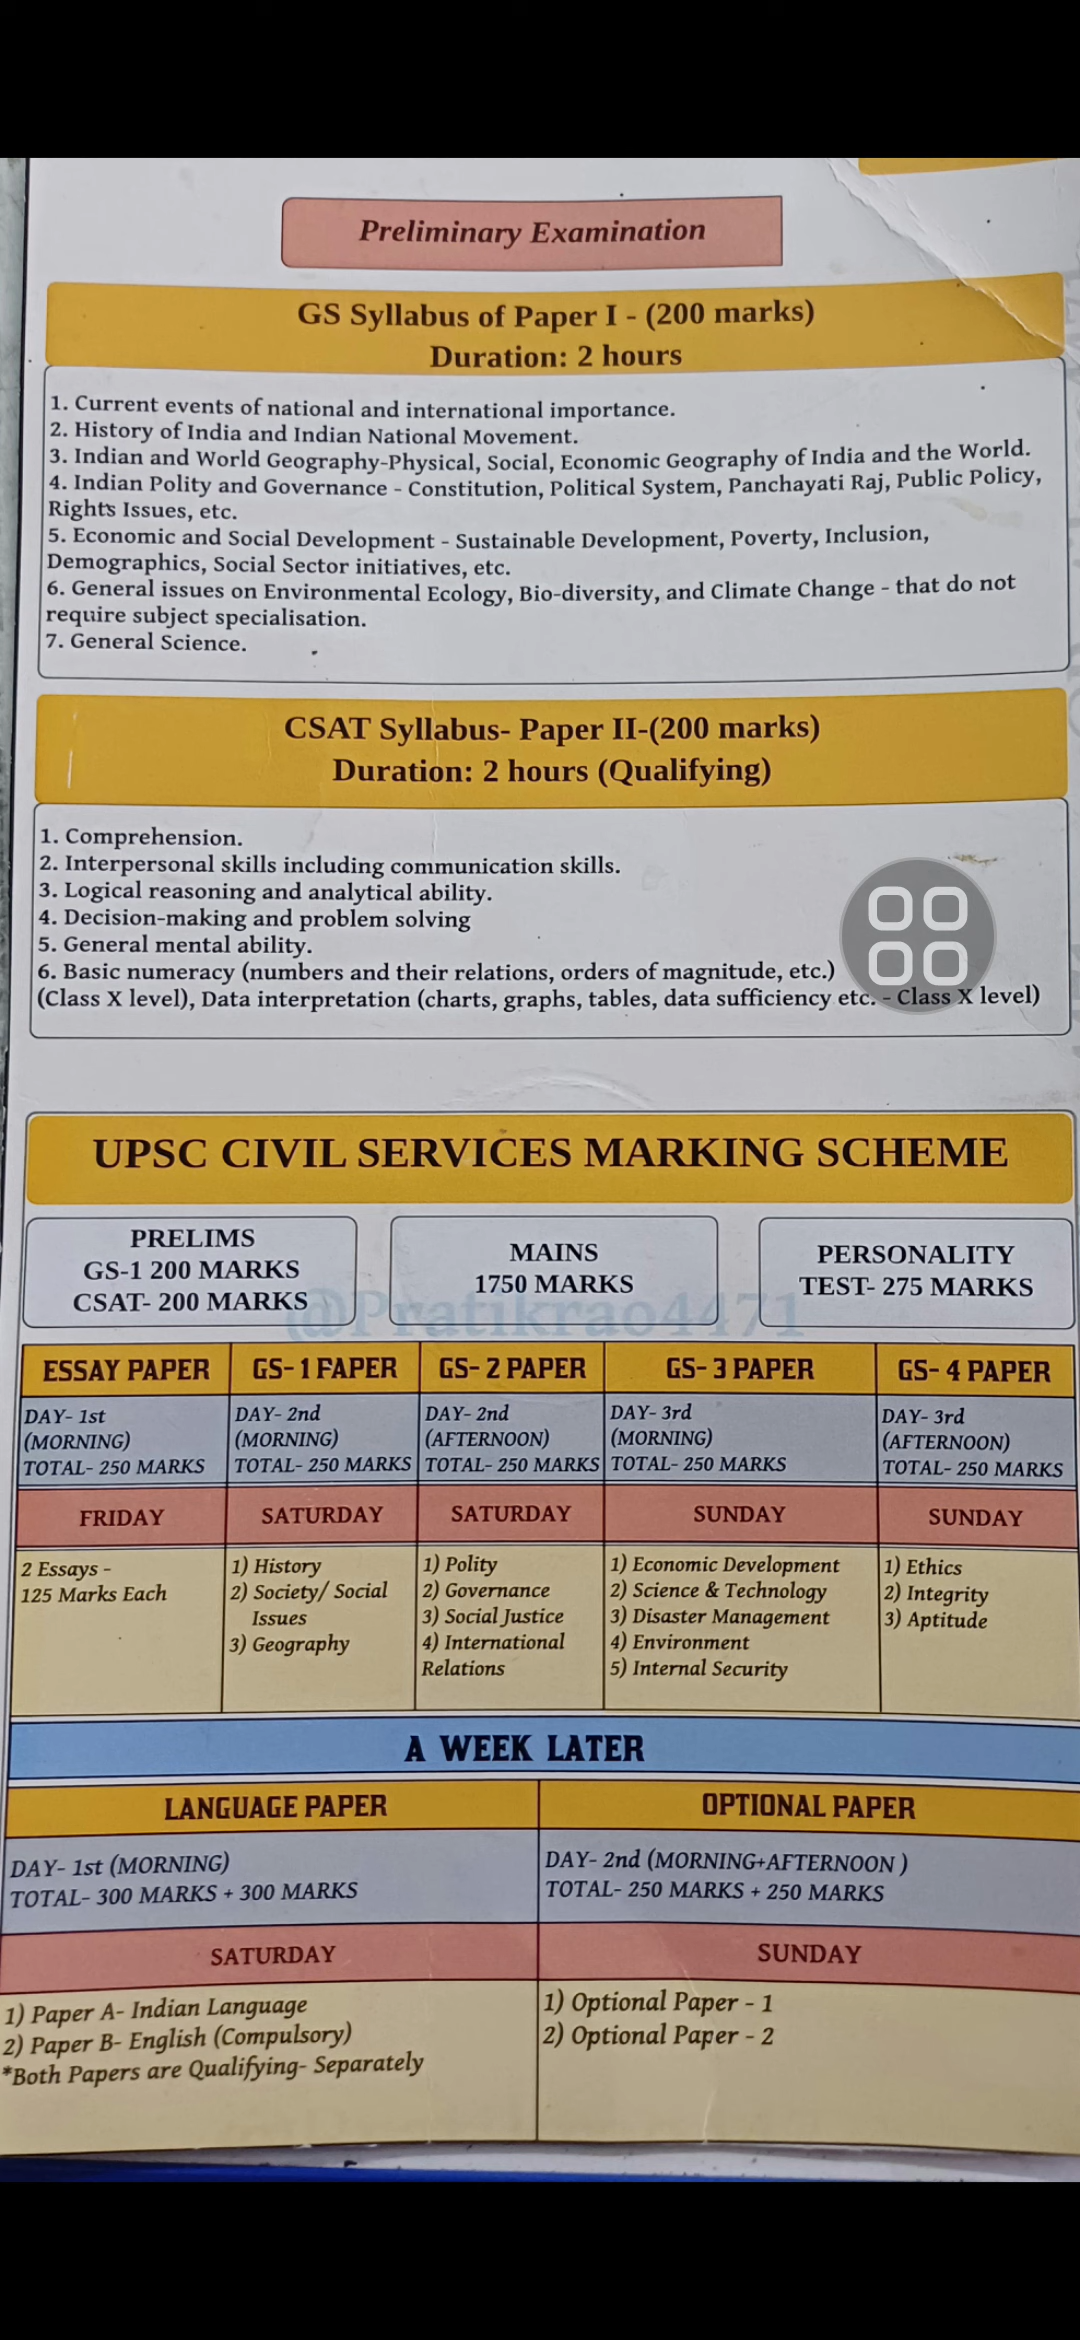 Preliminary Examination
GS Syllabus of Paper I - (200 marks)
Duration: 2 hours
1. Current events of national and international importance.
2. History of India and Indian National Movement.
3. Indian and World Geography-Physical, Social, Economic Geography of India and the World.
4. Indian Polity and Governance - Constitution, Political System, Panchayati Raj, Public Policy,
Rights Issues, etc.
5. Economic and Social Development - Sustainable Development, Poverty, Inclusion,
Demographics, Social Sector initiatives, etc.
6. General issues on Environmental Ecology, Bio-diversity, and Climate Change - that do not
require subject specialisation.
7. General Science.
CSAT Syllabus- Paper II-(200 marks)
Duration: 2 hours (Qualifying)
1. Comprehension.
2. Interpersonal skills including communication skills.
3. Logical reasoning and analytical ability.
4. Decision-making and problem solving
5. General mental ability.
6. Basic numeracy (numbers and their relations, orders of magnitude, etc.)
(Class X level), Data interpretation (charts, graphs, tables, data sufficiency etc. - Class X level)
UPSC CIVIL SERVICES MARKING SCHEME
PRELIMS
GS-1 200 MARKS
CSAT- 200 MARKS
MAINS
1750 MARKS
PERSONALITY
TEST- 275 MARKS
@Pratikrao4471
ESSAY PAPER
DAY- 1st
(MORNING)
TOTAL- 250 MARKS
FRIDAY
2 Essays -
125 Marks Each
GS- 1 PAPER
DAY- 2nd
(MORNING)
TOTAL- 250 MARKS
SATURDAY
1) History
2) Society/ Social
Issues
3) Geography
GS- 2 PAPER
DAY- 2nd
(AFTERNOON)
TOTAL- 250 MARKS
SATURDAY
1) Polity
2) Governance
3) Social Justice
4) International
Relations
GS- 3 PAPER
DAY- 3rd
(MORNING)
TOTAL- 250 MARKS
SUNDAY
1) Economic Development
2) Science & Technology
3) Disaster Management
4) Environment
5) Internal Security
GS- 4 PAPER
DAY- 3rd
(AFTERNOON)
TOTAL- 250 MARKS
SUNDAY
1) Ethics
2) Integrity
3) Aptitude
A WEEK LATER
LANGUAGE PAPER
DAY- 1st (MORNING)
TOTAL- 300 MARKS + 300 MARKS
SATURDAY
1) Paper A- Indian Language
2) Paper B- English (Compulsory)
*Both Papers are Qualifying- Separately
OPTIONAL PAPER
DAY- 2nd (MORNING+AFTERNOON )
TOTAL- 250 MARKS + 250 MARKS
SUNDAY
1) Optional Paper - 1
2) Optional Paper - 2